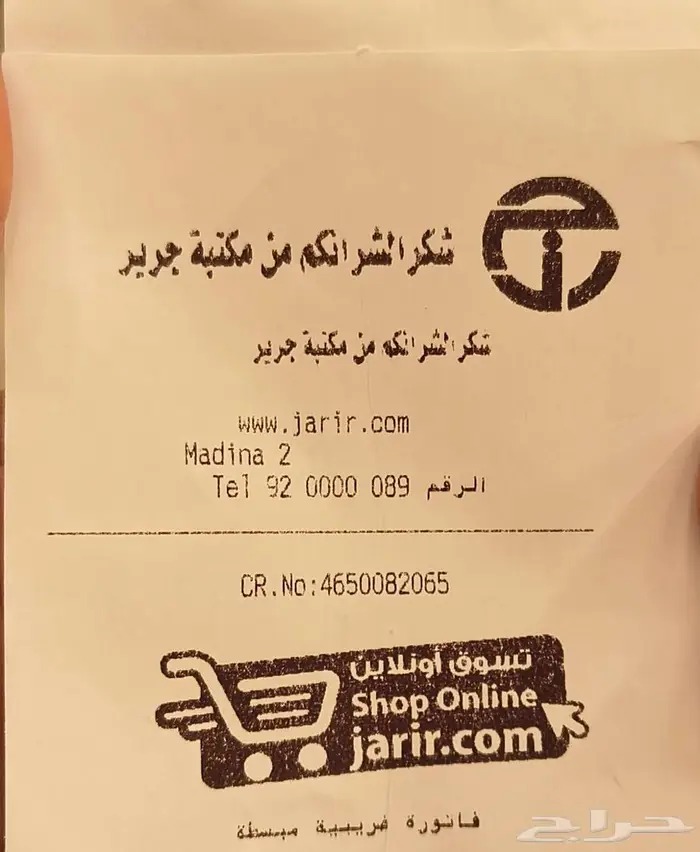 شكرا لشرائكم من مكتبة جرير
شكرا لشرائكم من مكتبة جرير
www.jarir.com
Madina 2
Tel 92 0000 089 الرقم
CR.No:4650082065
تسوق أونلاين
Shop Online
jarir.com
فاتورة ضريبية مبسطة
حراج